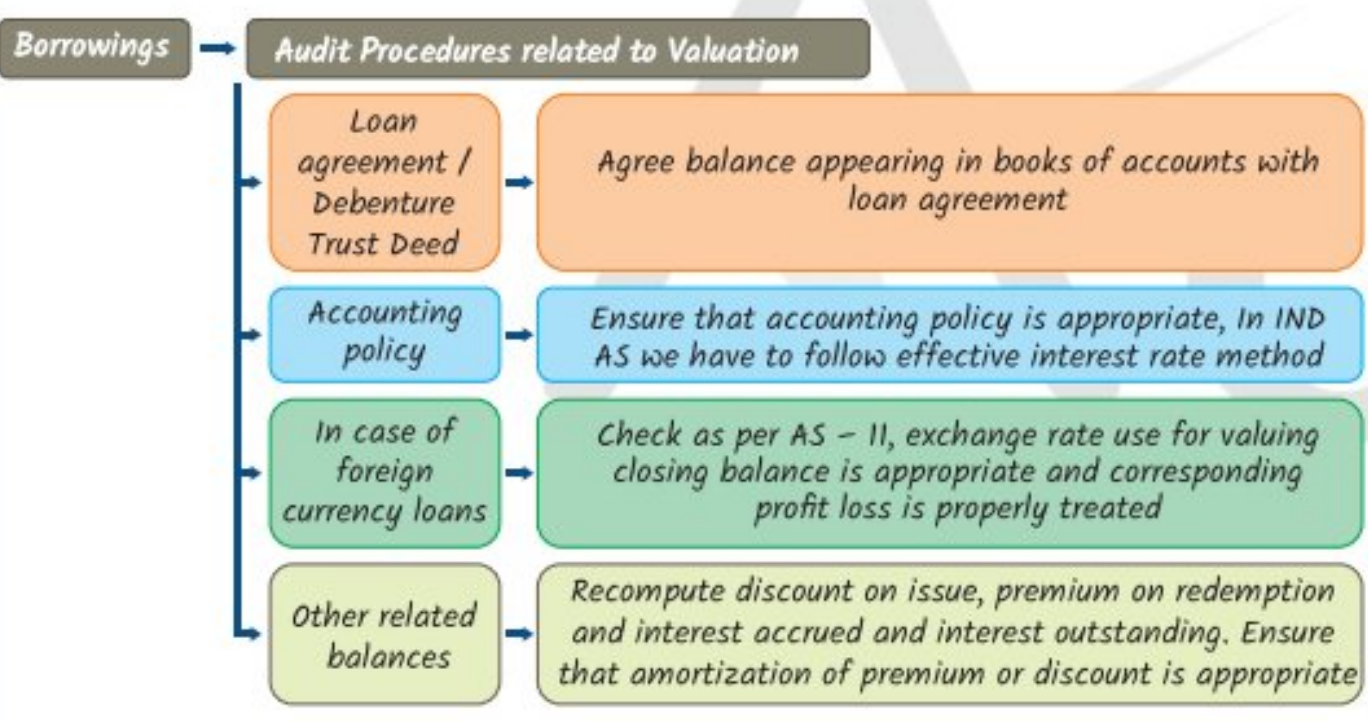 Borrowings
Audit Procedures related to Valuation
Loan
agreement /
Debenture
Trust Deed
Agree balance appearing in books of accounts with
loan agreement
Accounting
policy
Ensure that accounting policy is appropriate, In IND
AS we have to follow effective interest rate method
In case of
foreign
currency loans
Check as per AS – 11, exchange rate use for valuing
closing balance is appropriate and corresponding
profit loss is properly treated
Other related
balances
Recompute discount on issue, premium on redemption
and interest accrued and interest outstanding. Ensure
that amortization of premium or discount is appropriate